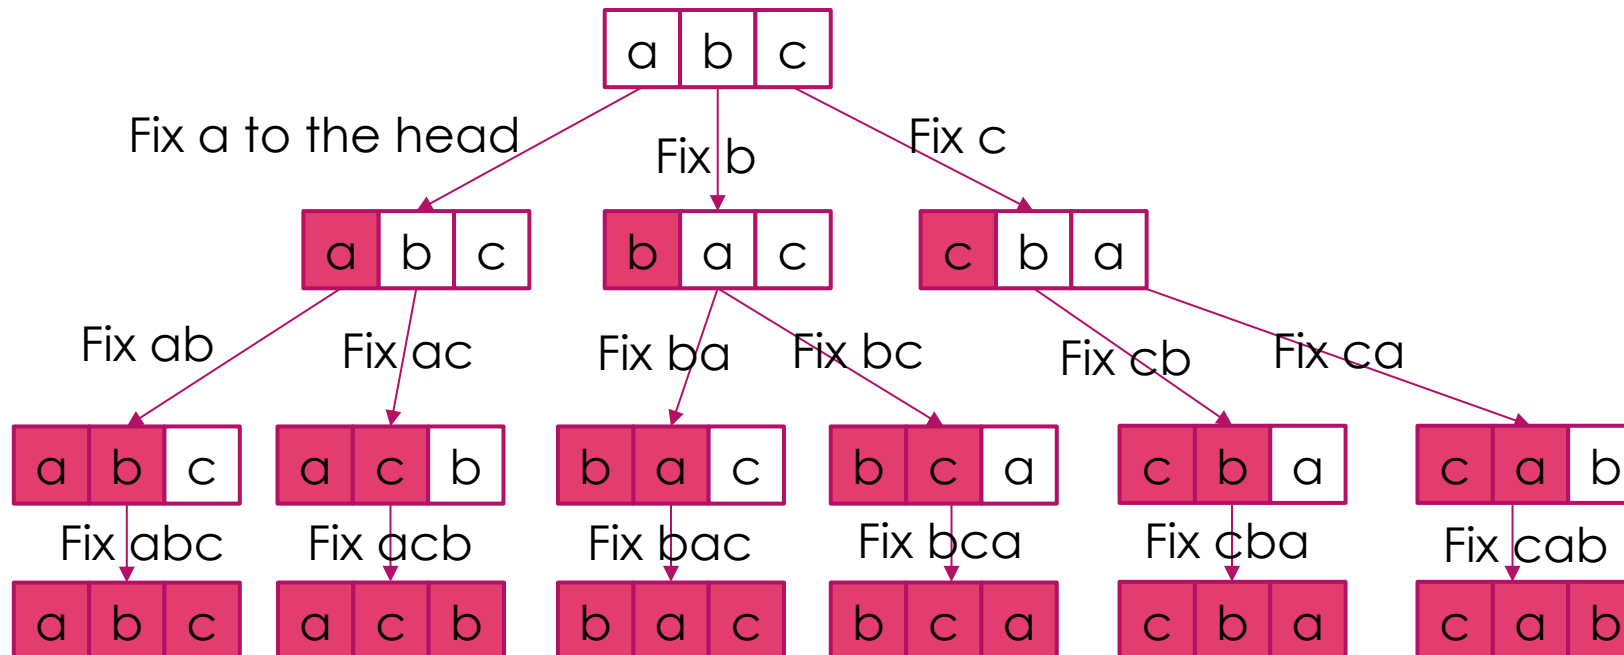 a b c
Fix a to the head
Fix b
Fix c
a b c
b a c
c b a
Fix ab
Fix ac
Fix ba
Fix bc
Fix cb
Fix ca
a b c
a c b
b a c
b c a
c b a
c a b
Fix abc
Fix acb
Fix bac
Fix bca
Fix cba
Fix cab
a b c
a c b
b a c
b c a
c b a
c a b